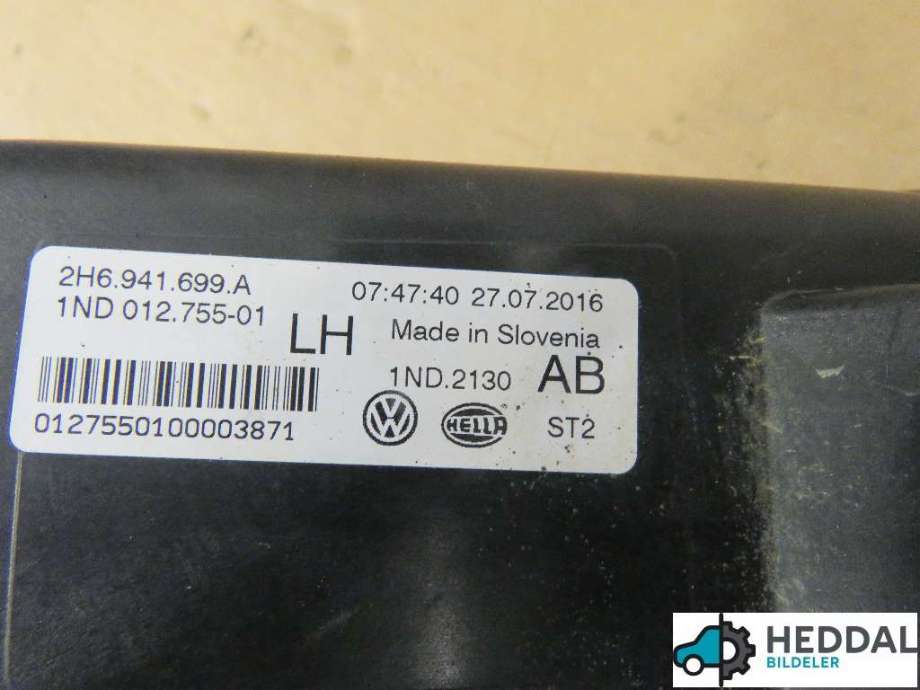 2H6.941.699.A
07:47:40 27.07.2016
1ND 012.755-01
LH
Made in Slovenia
1ND.2130
AB
0127550100003871
VW
HELLA
ST2
HEDDAL
BILDELER